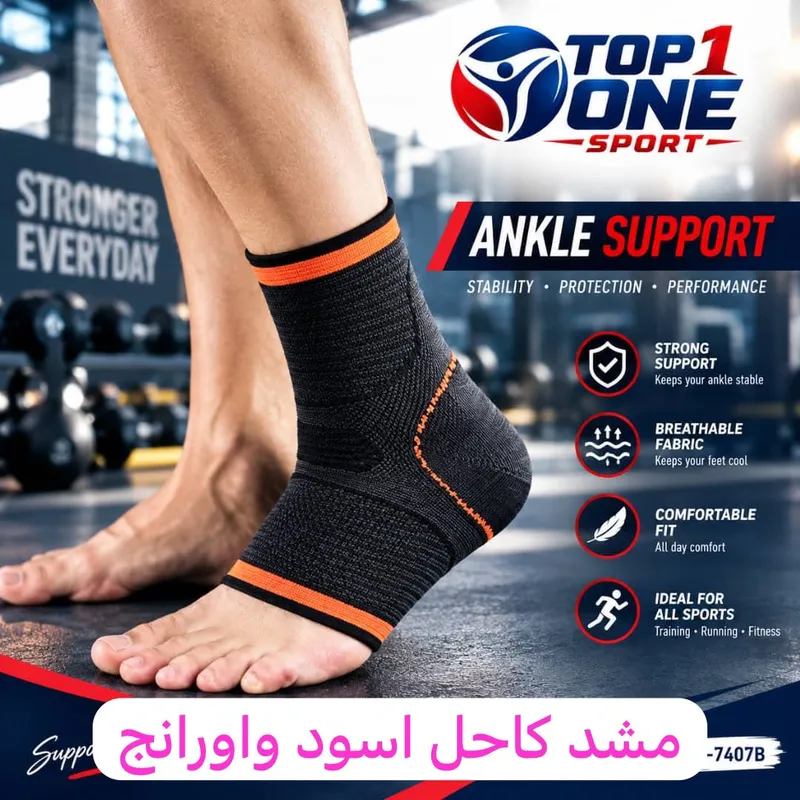 TOP 1
ONE
SPORT
STRONGER
EVERYDAY
ANKLE SUPPORT
STABILITY • PROTECTION • PERFORMANCE
STRONG
SUPPORT
Keeps your ankle stable
BREATHABLE
FABRIC
Keeps your feet cool
COMFORTABLE
FIT
All day comfort
IDEAL FOR
ALL SPORTS
Training • Running • Fitness
مشد كاحل اسود واورانج
-7407B